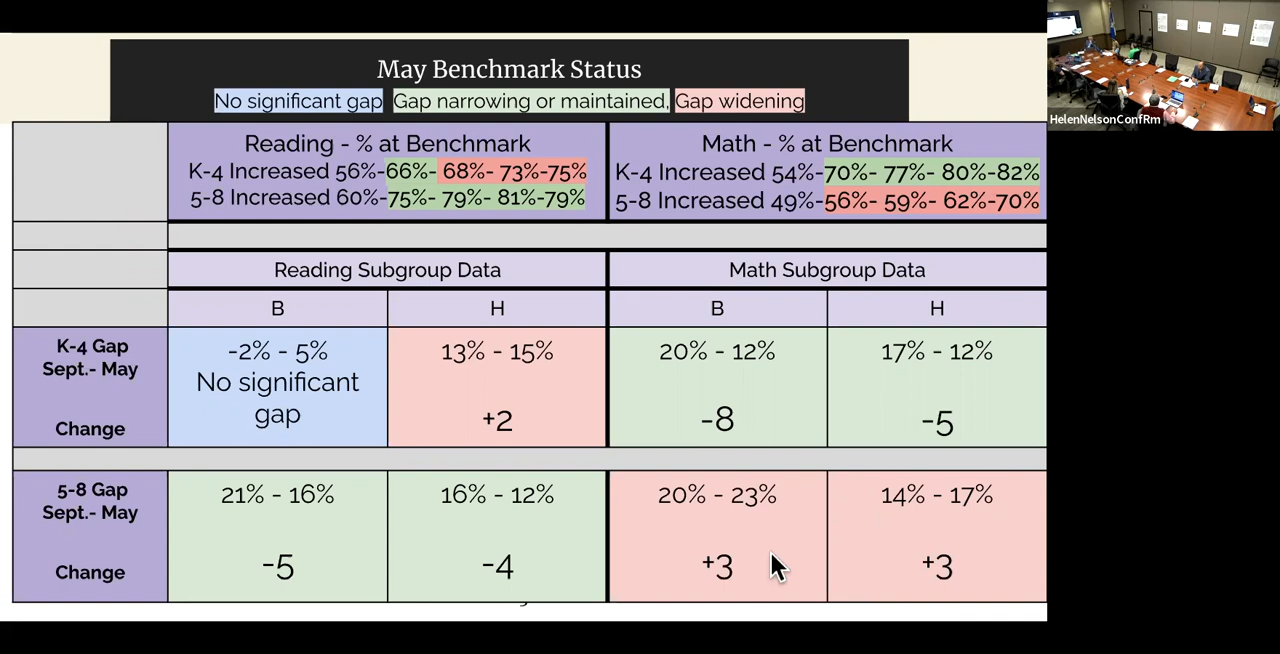 May Benchmark Status
No significant gap Gap narrowing or maintained, Gap widening
Reading - % at Benchmark
K-4 Increased 56%-66%- 68%- 73%-75%
5-8 Increased 60%-75%- 79%- 81%-79%
Math - % at Benchmark
K-4 Increased 54%-70%- 77%- 80%-82%
5-8 Increased 49%-56%- 59%- 62%-70%
Reading Subgroup Data
Math Subgroup Data
B
H
B
H
K-4 Gap
Sept.- May
Change
-2% - 5%
No significant
gap
13% - 15%
+2
20% - 12%
-8
17% - 12%
-5
5-8 Gap
Sept.- May
Change
21% - 16%
-5
16% - 12%
-4
20% - 23%
+3
14% - 17%
+3
HelenNelsonConfRm